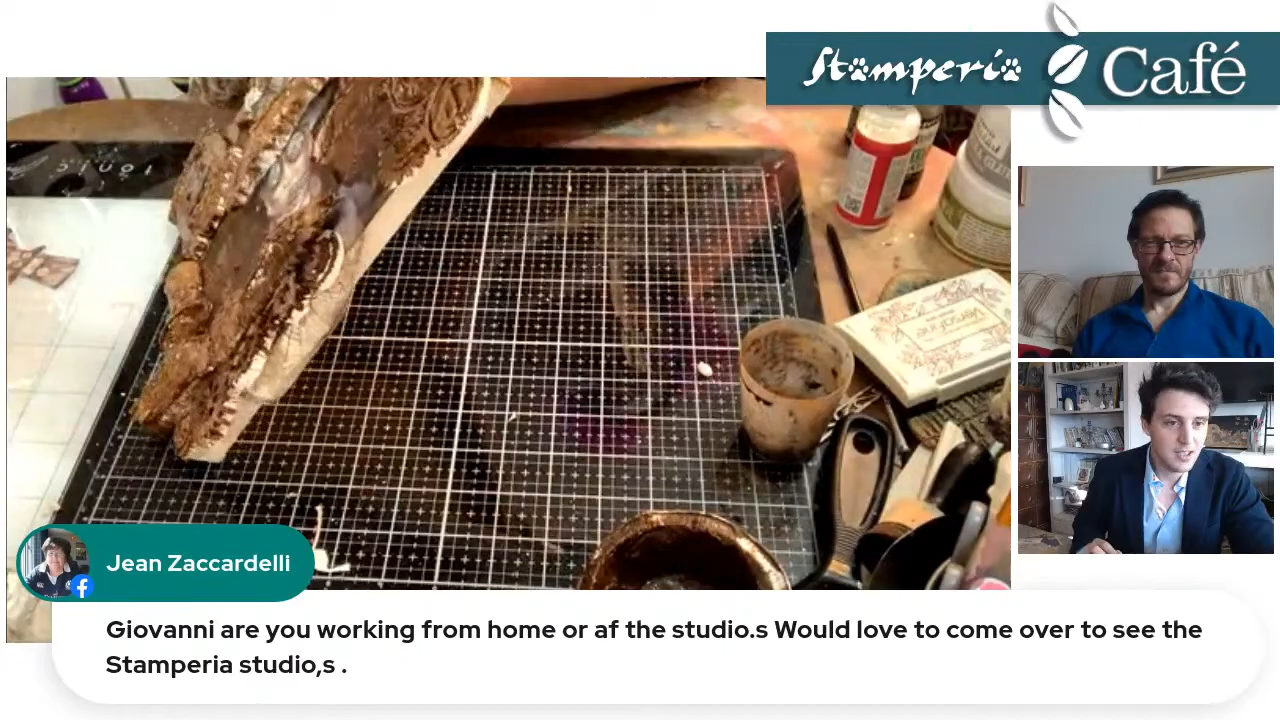 Stamperia Café
Jean Zaccardelli
Giovanni are you working from home or af the studio.s Would love to come over to see the
Stamperia studio,s .